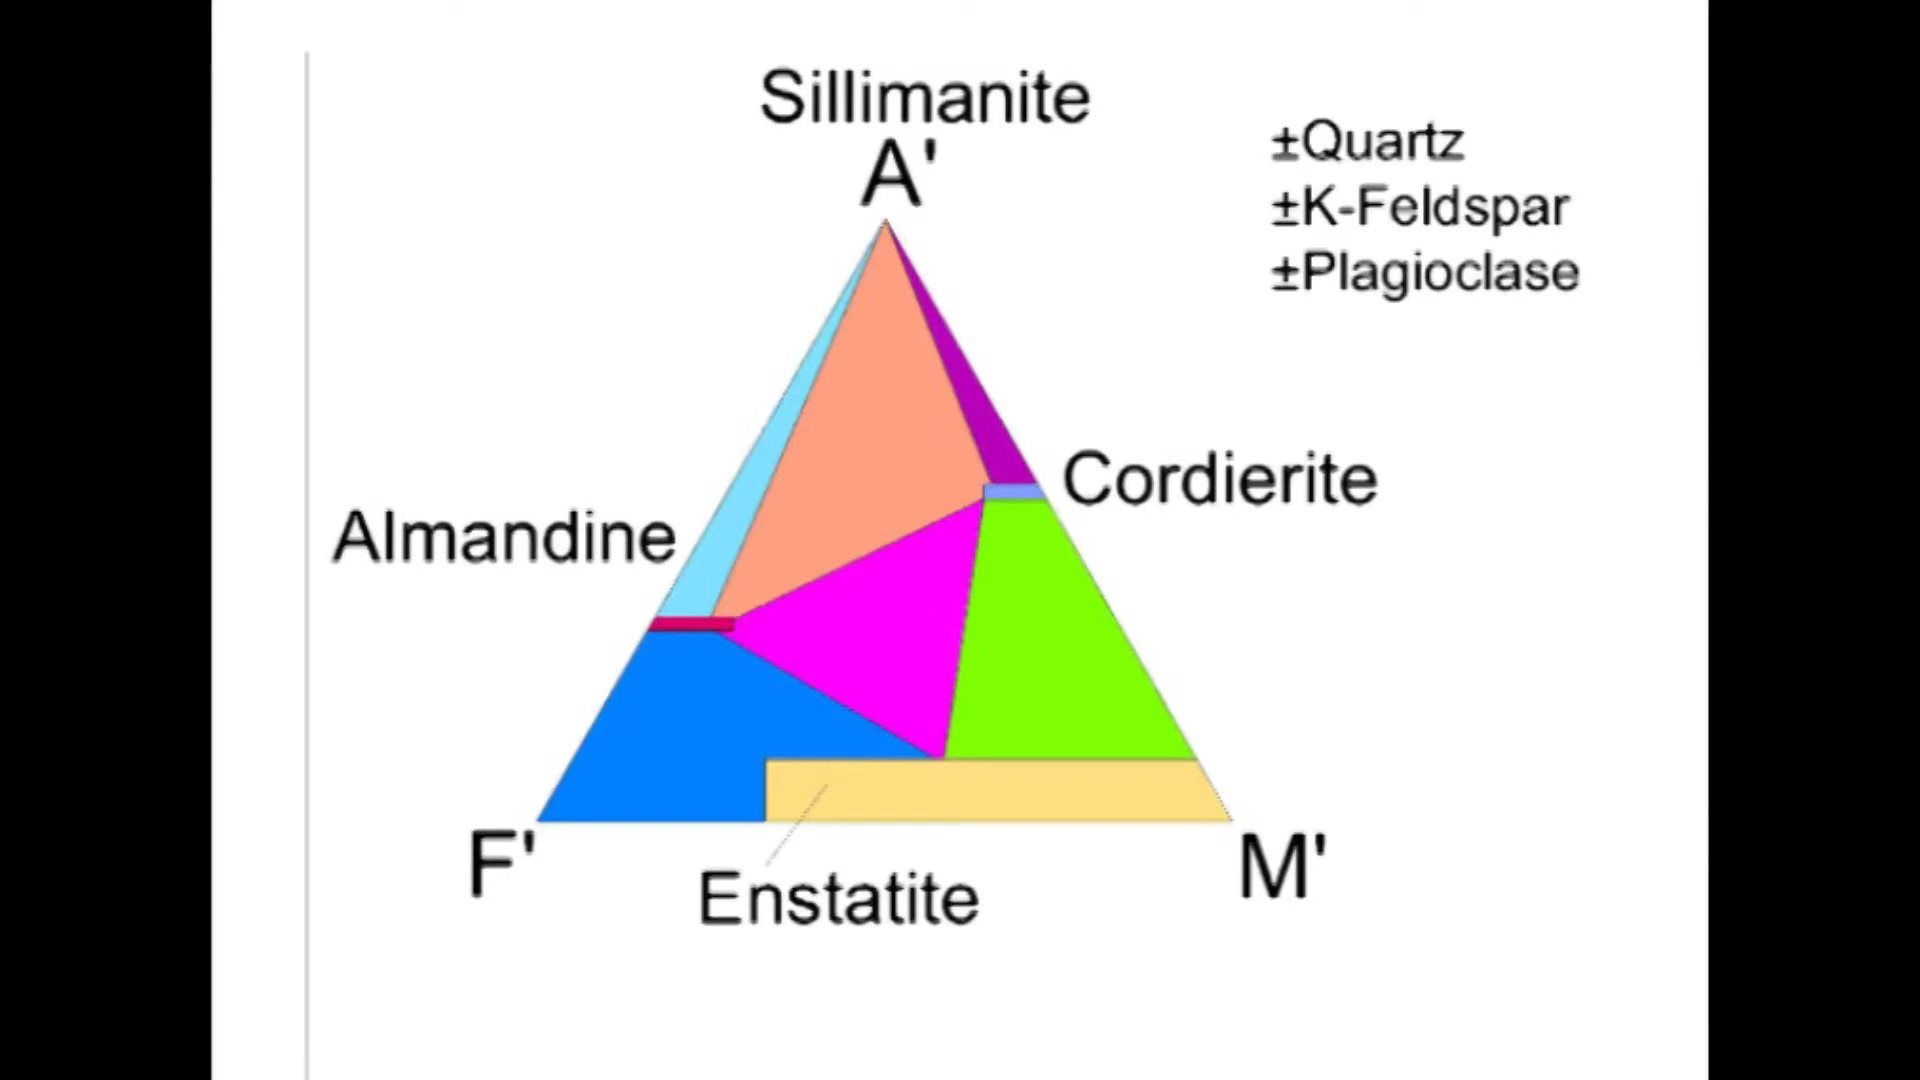 Sillimanite
A'
±Quartz
±K-Feldspar
±Plagioclase
Cordierite
Almandine
F'
M'
Enstatite